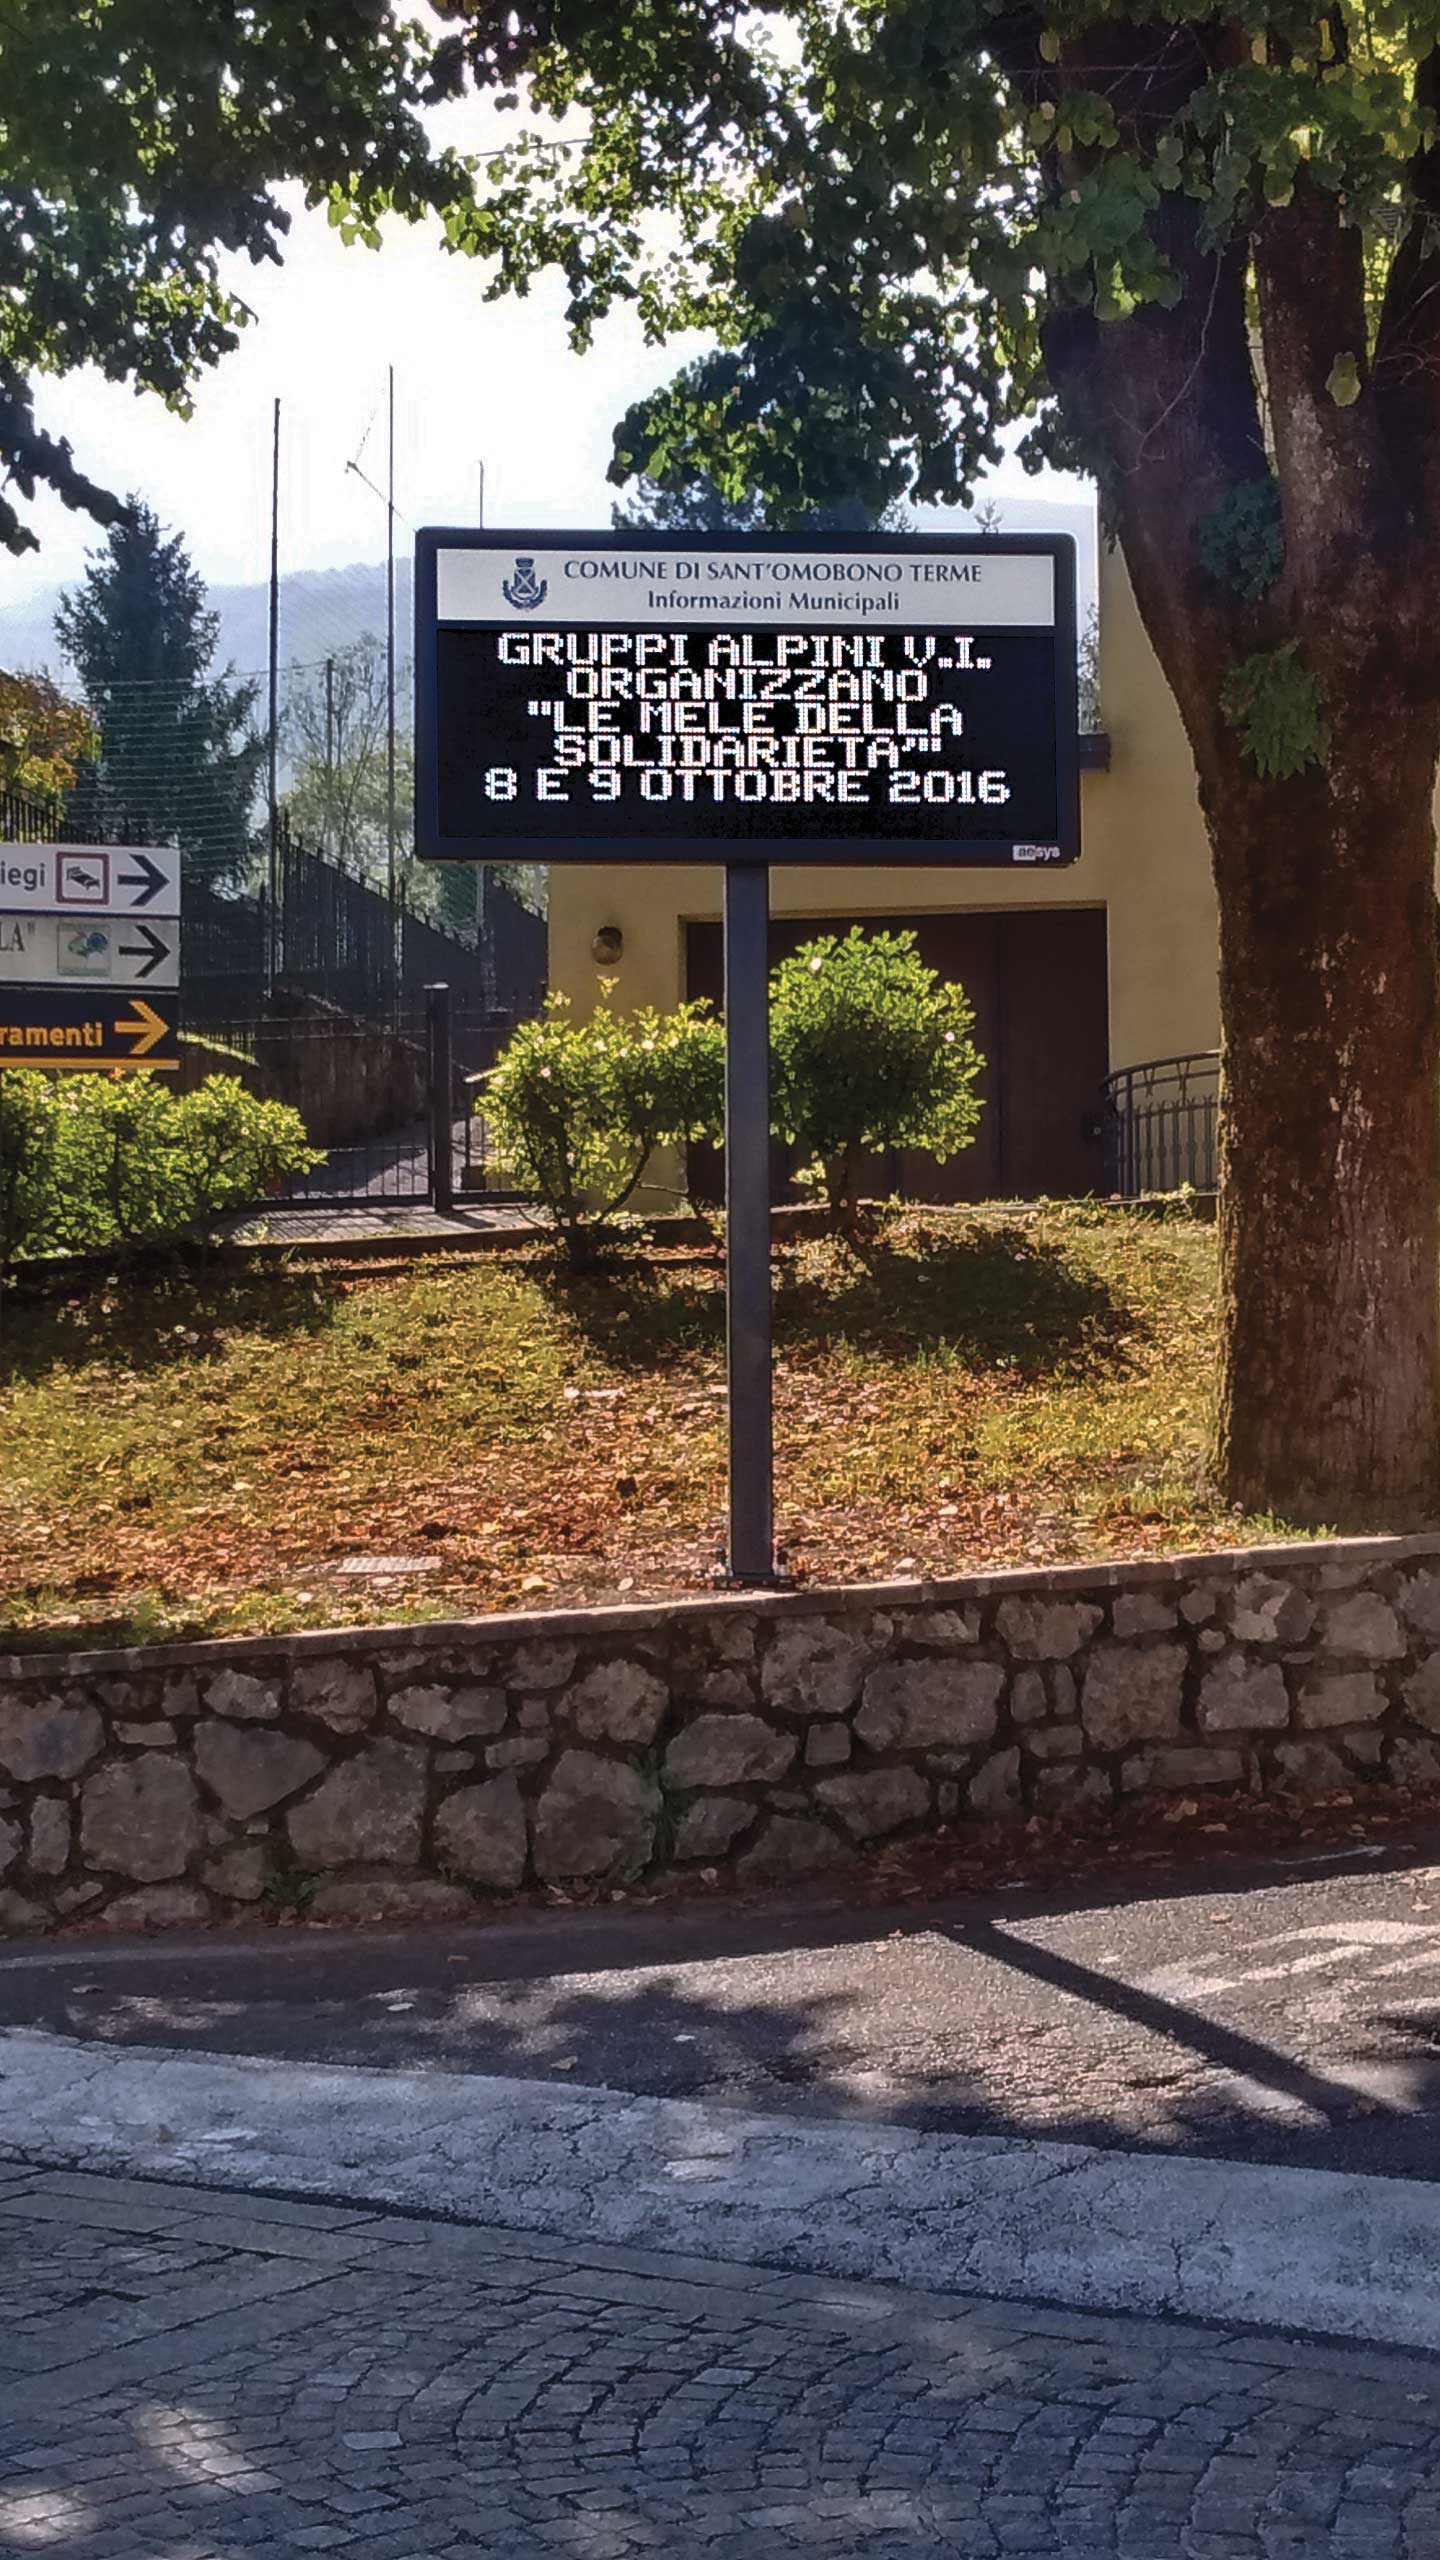 COMUNE DI SANT'OMOBONO TERME
Informazioni Municipali
GRUPPI ALPINI V.I.
ORGANIZZANO
"LE MELE DELLA
SOLIDARIETA'"
8 E 9 OTTOBRE 2016
aesys
iegi
LA"
ramenti